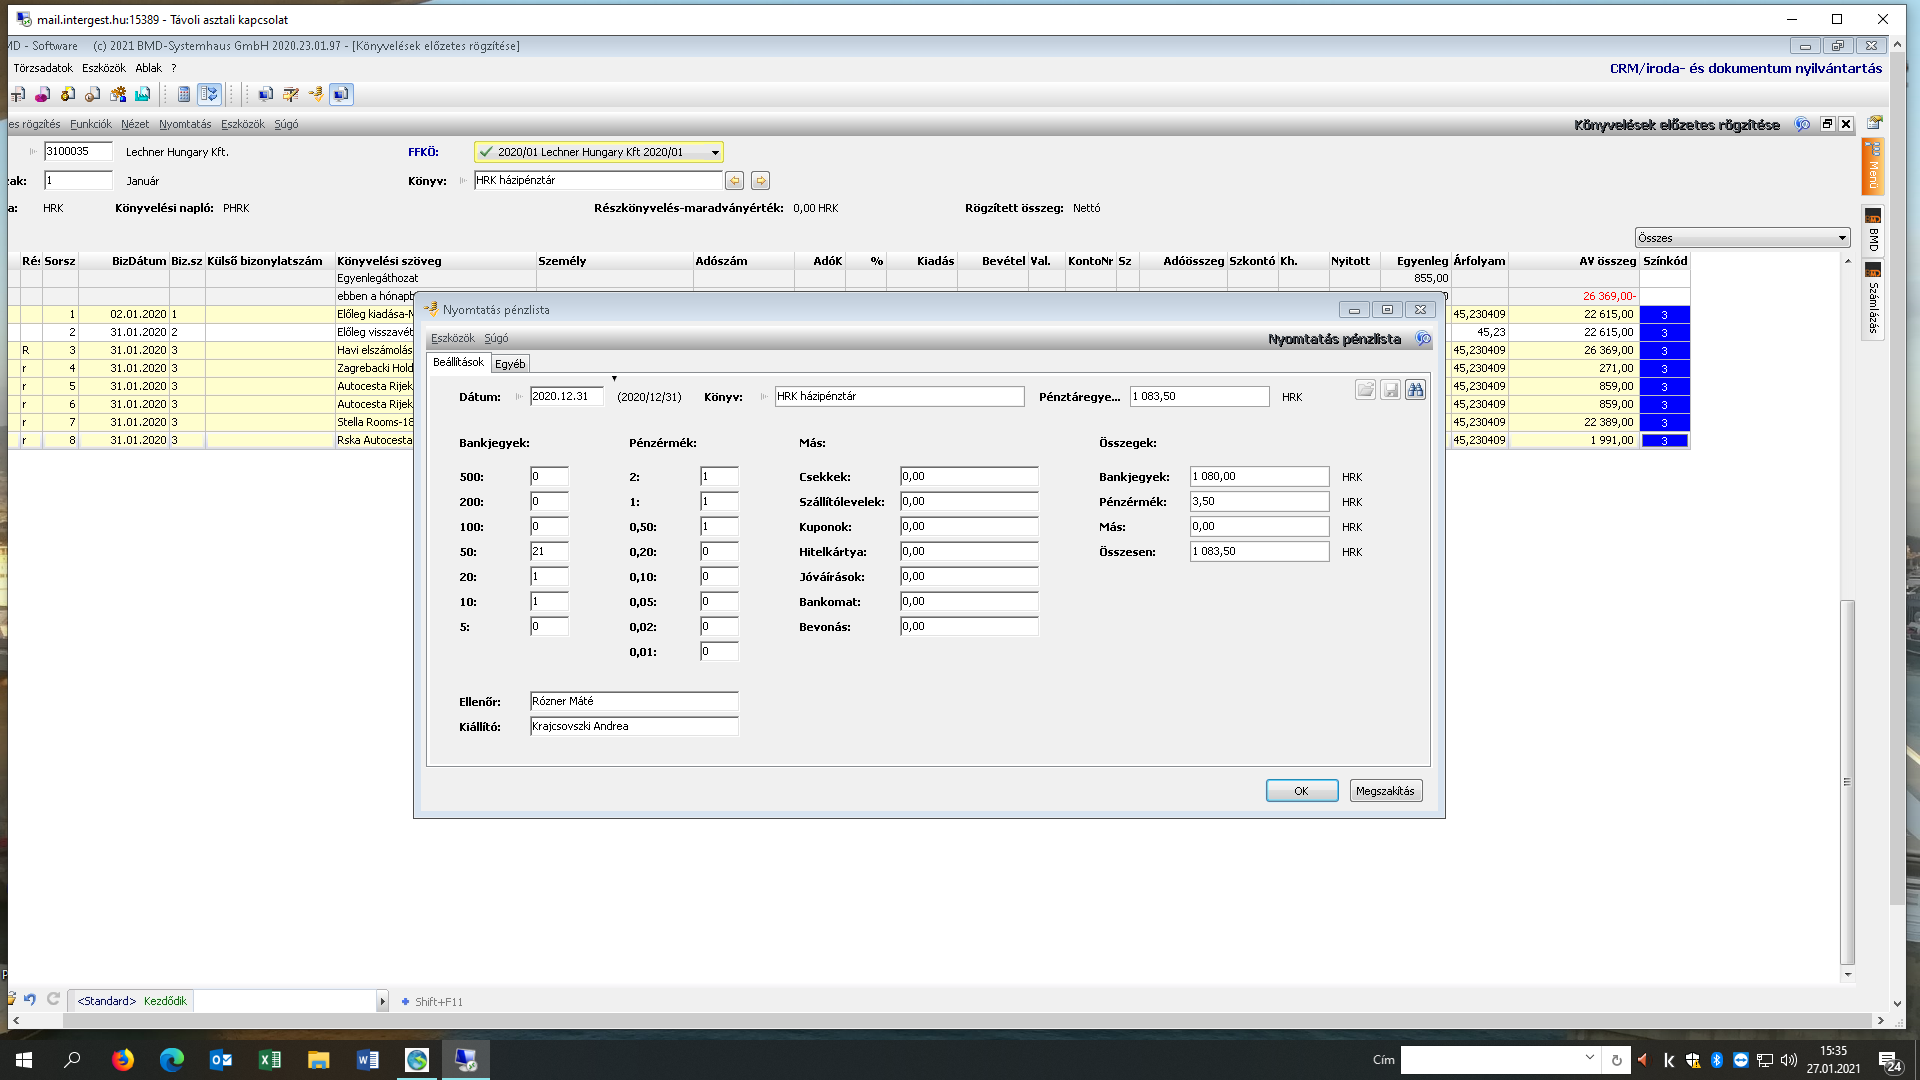 mail.intergest.hu:15389 - Távoli asztali kapcsolat
MD - Software (c) 2021 BMD-Systemhaus GmbH 2020.23.01.97 - [Könyvelések előzetes rögzítése]
Törzsadatok Eszközök Ablak ?
CRM/iroda- és dokumentum nyilvántartás
es rögzítés Funkciók Nézet Nyomtatás Eszközök Súgó
Könyvelések előzetes rögzítése
3100035 Lechner Hungary Kft. FFKÖ: 2020/01 Lechner Hungary Kft 2020/01
zak: 1 Január Könyv: HRK házipénztár
a: HRK Könyvelési napló: PHRK Részkönyvelés-maradványérték: 0,00 HRK Rögzített összeg: Nettó
Menü
BMD
Számlázás
Összes
Rés Sorsz BizDátum Biz.sz Külső bizonylatszám Könyvelési szöveg Személy Adószám AdóK % Kiadás Bevétel Val. KontoNr Sz Adóösszeg Szkontó Kh. Nyitott Egyenleg Árfolyam AV összeg Színkód
Egyenlegáthozat 855,00
ebben a hónapb 0 26 369,00-
1 02.01.2020 1 Előleg kiadása-M 45,230409 22 615,00 3
2 31.01.2020 2 Előleg visszavét 45,23 22 615,00 3
R 3 31.01.2020 3 Havi elszámolás 45,230409 26 369,00 3
r 4 31.01.2020 3 Zagrebacki Hold 45,230409 271,00 3
r 5 31.01.2020 3 Autocesta Rijek 45,230409 859,00 3
r 6 31.01.2020 3 Autocesta Rijek 45,230409 859,00 3
r 7 31.01.2020 3 Stella Rooms-18 45,230409 22 389,00 3
r 8 31.01.2020 3 Rska Autocesta 45,230409 1 991,00 3
Nyomtatás pénzlista
Eszközök Súgó
Nyomtatás pénzlista
Beállítások Egyéb
Dátum: 2020.12.31 (2020/12/31) Könyv: HRK házipénztár Pénztáregye... 1 083,50 HRK
Bankjegyek: Pénzérmék: Más: Összegek:
500: 0 2: 1 Csekkek: 0,00 Bankjegyek: 1 080,00 HRK
200: 0 1: 1 Szállítólevelek: 0,00 Pénzérmék: 3,50 HRK
100: 0 0,50: 1 Kuponok: 0,00 Más: 0,00 HRK
50: 21 0,20: 0 Hitelkártya: 0,00 Összesen: 1 083,50 HRK
20: 1 0,10: 0 Jóváírások: 0,00
10: 1 0,05: 0 Bankomat: 0,00
5: 0 0,02: 0 Bevonás: 0,00
0,01: 0
Ellenőr: Rózner Máté
Kiállító: Krajcsovszki Andrea
OK Megszakítás
<Standard> Kezdődik Shift+F11
Cím
15:35
27.01.2021
24